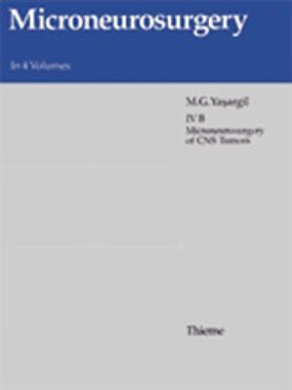 Microneurosurgery
In 4 Volumes
M.G. Yaşargil
IV B
Microneurosurgery
of CNS Tumors
Thieme